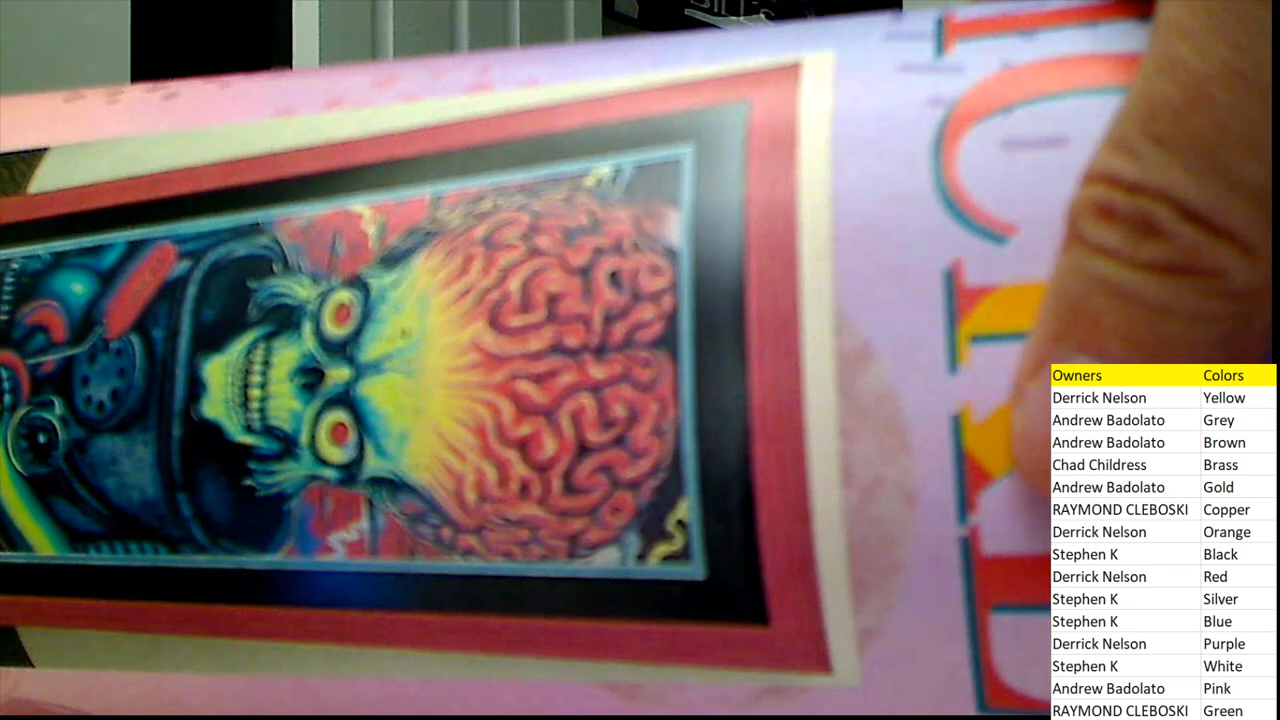 BILL'S
Owners Colors
Derrick Nelson Yellow
Andrew Badolato Grey
Andrew Badolato Brown
Chad Childress Brass
Andrew Badolato Gold
RAYMOND CLEBOSKI Copper
Derrick Nelson Orange
Stephen K Black
Derrick Nelson Red
Stephen K Silver
Stephen K Blue
Derrick Nelson Purple
Stephen K White
Andrew Badolato Pink
RAYMOND CLEBOSKI Green